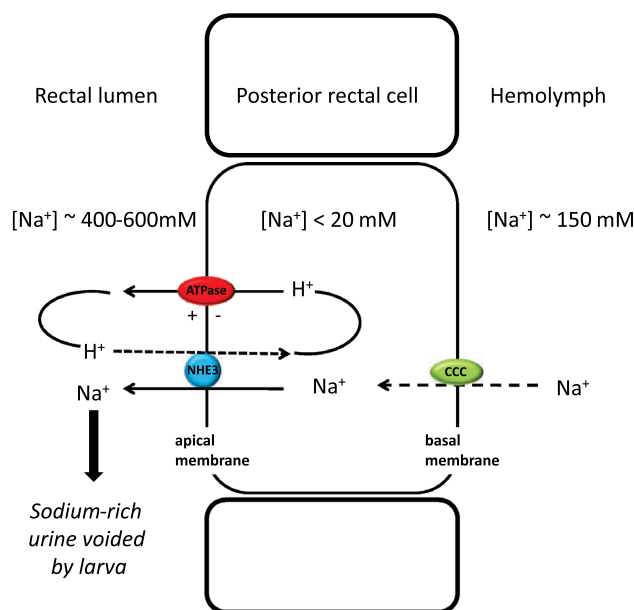 Rectal lumen
Posterior rectal cell
Hemolymph
[Na⁺] ~ 400-600mM
[Na⁺] < 20 mM
[Na⁺] ~ 150 mM
ATPase
H⁺
+ -
H⁺
NHE3
CCC
Na⁺
Na⁺
Na⁺
apical
membrane
basal
membrane
Sodium-rich
urine voided
by larva